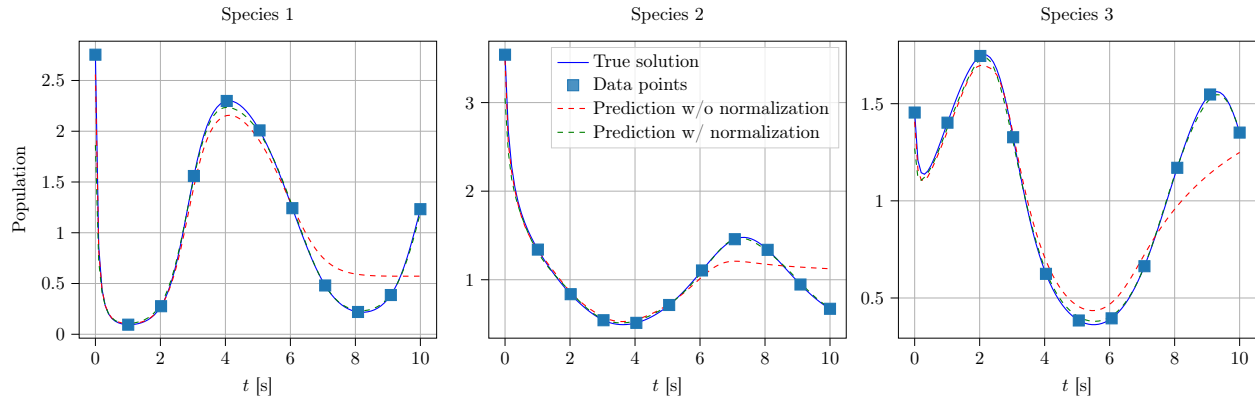 Species 1
Species 2
Species 3
Population
2.5
2
1.5
1
0.5
0
0 2 4 6 8 10
t [s]
3
2
1
0 2 4 6 8 10
t [s]
True solution
Data points
Prediction w/o normalization
Prediction w/ normalization
1.5
1
0.5
0 2 4 6 8 10
t [s]